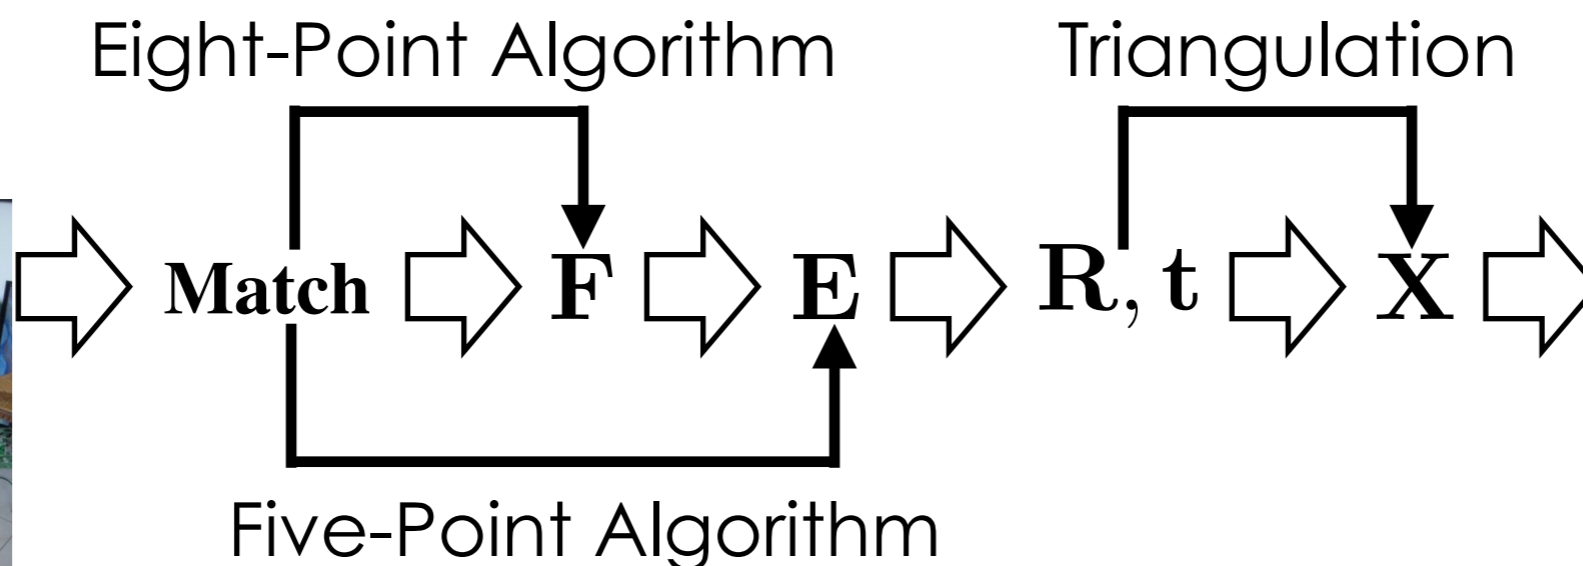 Eight-Point Algorithm Triangulation
Match F E R, t X
Five-Point Algorithm